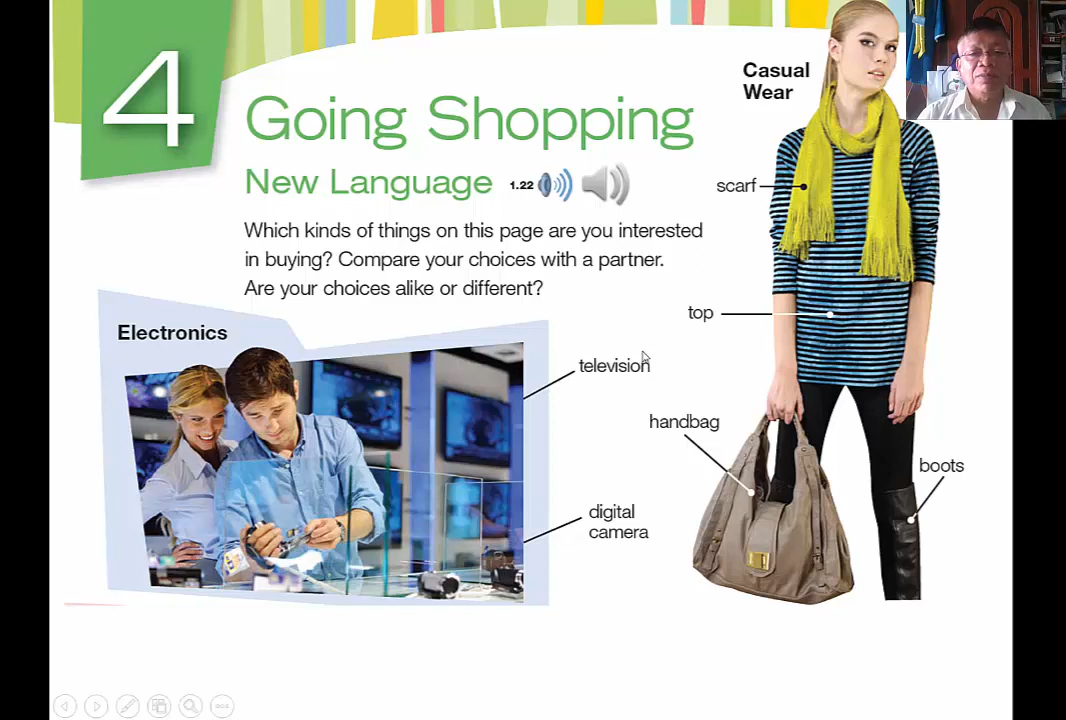 4
Going Shopping
New Language
1.22
Which kinds of things on this page are you interested
in buying? Compare your choices with a partner.
Are your choices alike or different?
Electronics
television
digital
camera
Casual
Wear
scarf
top
handbag
boots